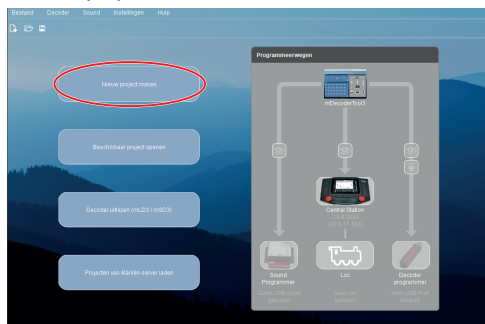 Bestand Decoder Sound Instellingen Hulp
Nieuw project maken
Beschikbaar project openen
Decoder uitlezen (mLD3 / mSD3)
Projecten van Märklin-server laden
Programmeerwegen
mDecoderTool3
Central Station
Sound
Programmer
Loc
Decoder
programmer